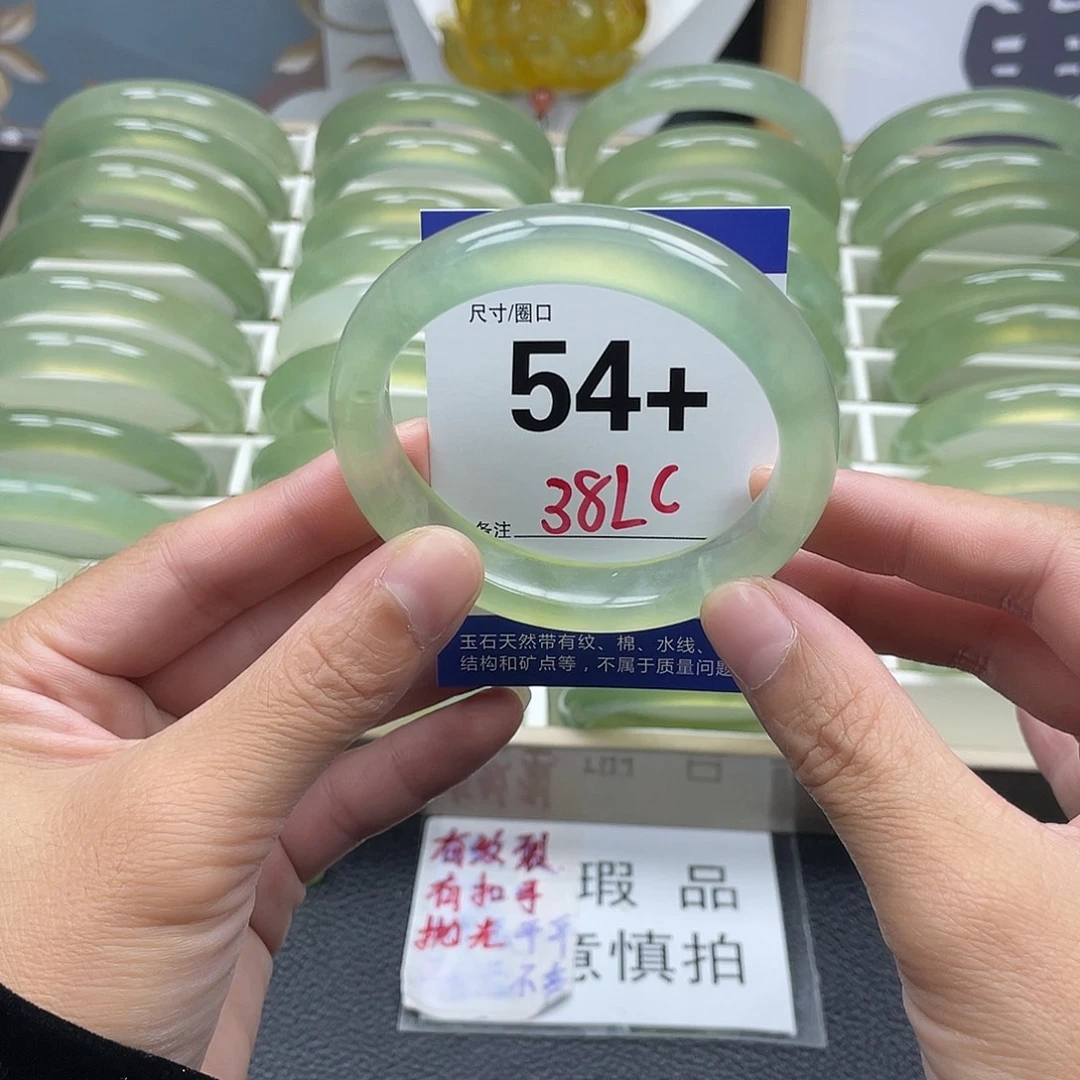 尺寸/圈口
54+
备注 38LC
玉石天然带有纹、棉、水线、
结构和矿点等，不属于质量问题
有纹裂
有扣手
抛光
瑕 品
意慎拍